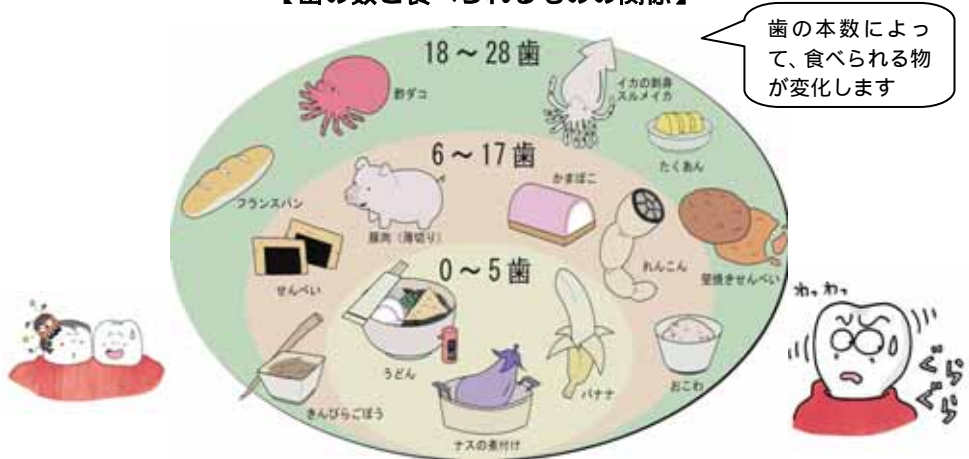 【歯の数と食べられるものの関係】
歯の本数によっ
て、食べられる物
が変化します
18～28歯
酢ダコ
イカの刺身
スルメイカ
たくあん
フランスパン
6～17歯
かまぼこ
豚肉（薄切り）
せんべい
れんこん
堅焼きせんべい
0～5歯
うどん
バナナ
おこわ
きんぴらごぼう
ナスの煮付け
わっわっ
ぐら
ぐら